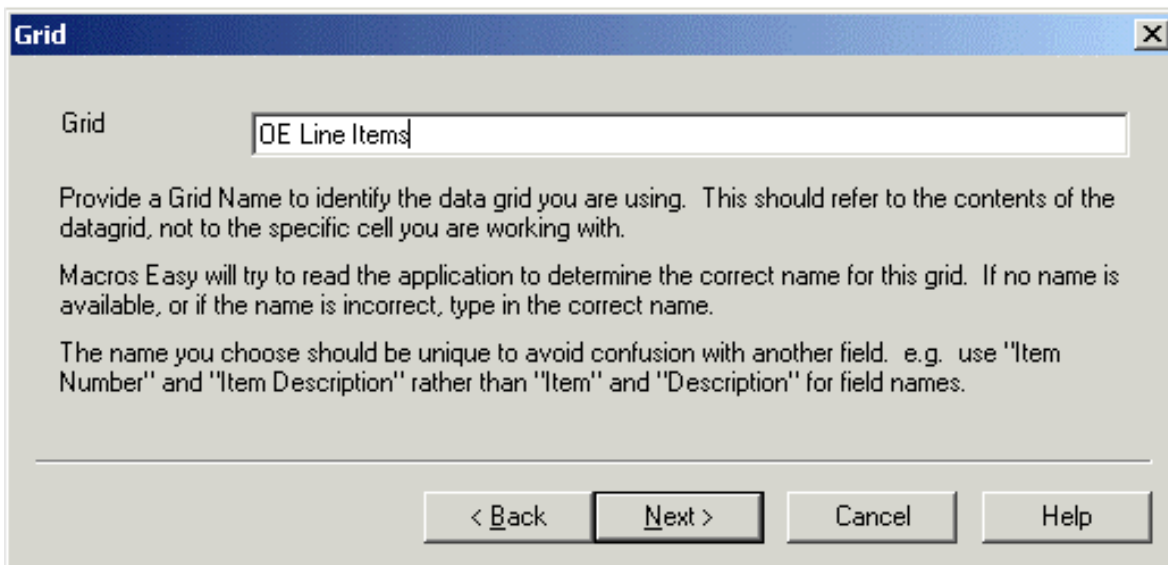 Grid
Grid
OE Line Items
Provide a Grid Name to identify the data grid you are using.  This should refer to the contents of the
datagrid, not to the specific cell you are working with.
Macros Easy will try to read the application to determine the correct name for this grid.  If no name is
available, or if the name is incorrect, type in the correct name.
The name you choose should be unique to avoid confusion with another field.  e.g.  use "Item
Number" and "Item Description" rather than "Item" and "Description" for field names.
< Back
Next >
Cancel
Help